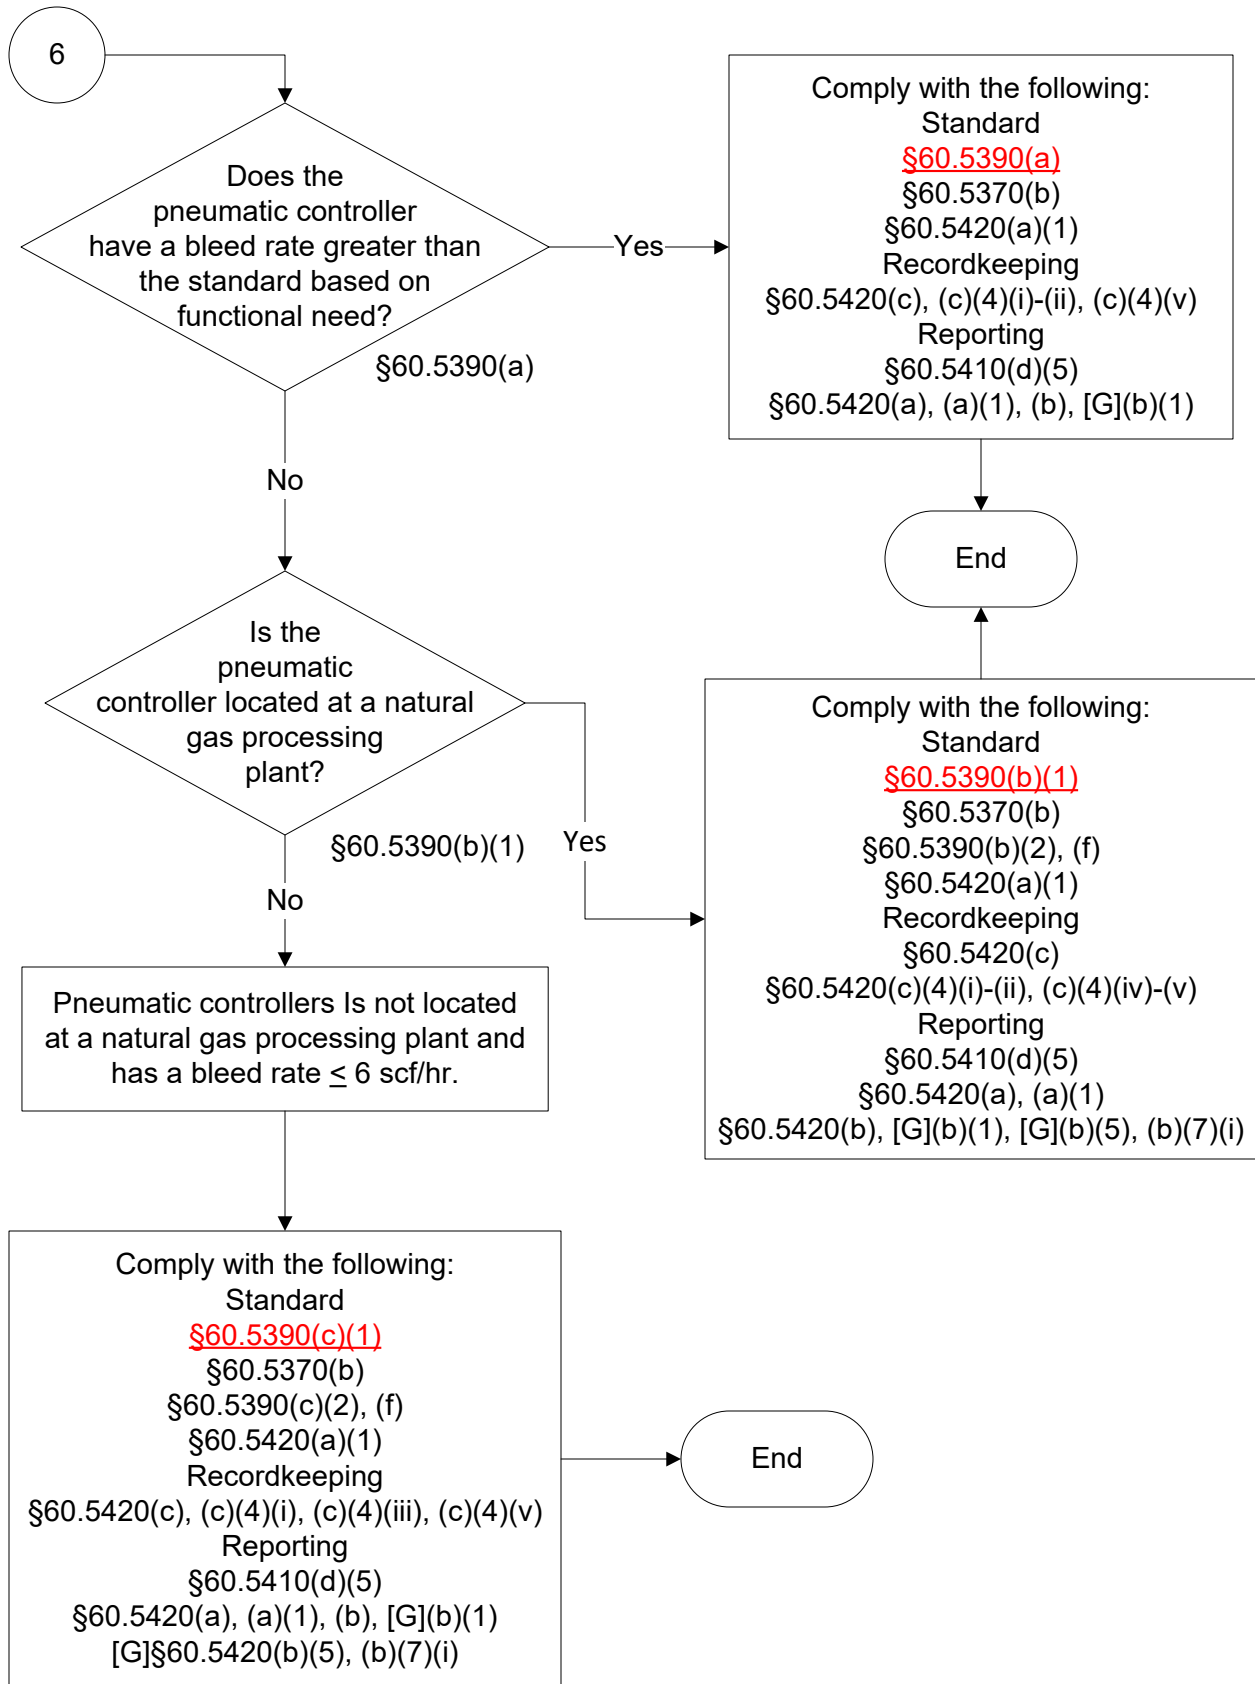 6
Does the
pneumatic controller
have a bleed rate greater than
the standard based on
functional need?
§60.5390(a)
Yes
Comply with the following:
Standard
§60.5390(a)
§60.5370(b)
§60.5420(a)(1)
Recordkeeping
§60.5420(c), (c)(4)(i)-(ii), (c)(4)(v)
Reporting
§60.5410(d)(5)
§60.5420(a), (a)(1), (b), [G](b)(1)
End
No
Is the
pneumatic
controller located at a natural
gas processing
plant?
§60.5390(b)(1)
Yes
Comply with the following:
Standard
§60.5390(b)(1)
§60.5370(b)
§60.5390(b)(2), (f)
§60.5420(a)(1)
Recordkeeping
§60.5420(c)
§60.5420(c)(4)(i)-(ii), (c)(4)(iv)-(v)
Reporting
§60.5410(d)(5)
§60.5420(a), (a)(1)
§60.5420(b), [G](b)(1), [G](b)(5), (b)(7)(i)
No
Pneumatic controllers Is not located
at a natural gas processing plant and
has a bleed rate ≤ 6 scf/hr.
Comply with the following:
Standard
§60.5390(c)(1)
§60.5370(b)
§60.5390(c)(2), (f)
§60.5420(a)(1)
Recordkeeping
§60.5420(c), (c)(4)(i), (c)(4)(iii), (c)(4)(v)
Reporting
§60.5410(d)(5)
§60.5420(a), (a)(1), (b), [G](b)(1)
[G]§60.5420(b)(5), (b)(7)(i)
End